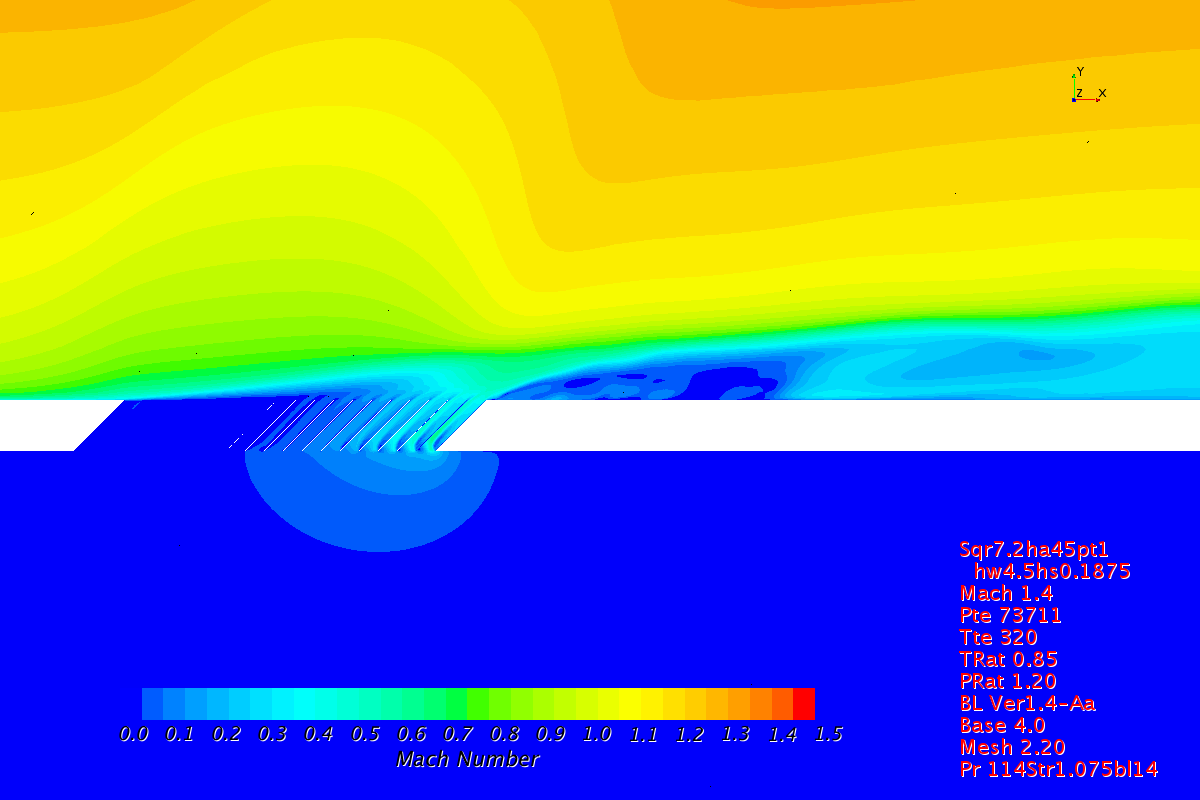 Y
Z X
Sqr7.2ha45pt1
hw4.5hs0.1875
Mach 1.4
Pte 73711
Tte 320
TRat 0.85
PRat 1.20
BL Ver1.4-Aa
Base 4.0
Mesh 2.20
Pr 114Str1.075bl14
0.0 0.1 0.2 0.3 0.4 0.5 0.6 0.7 0.8 0.9 1.0 1.1 1.2 1.3 1.4 1.5
Mach Number